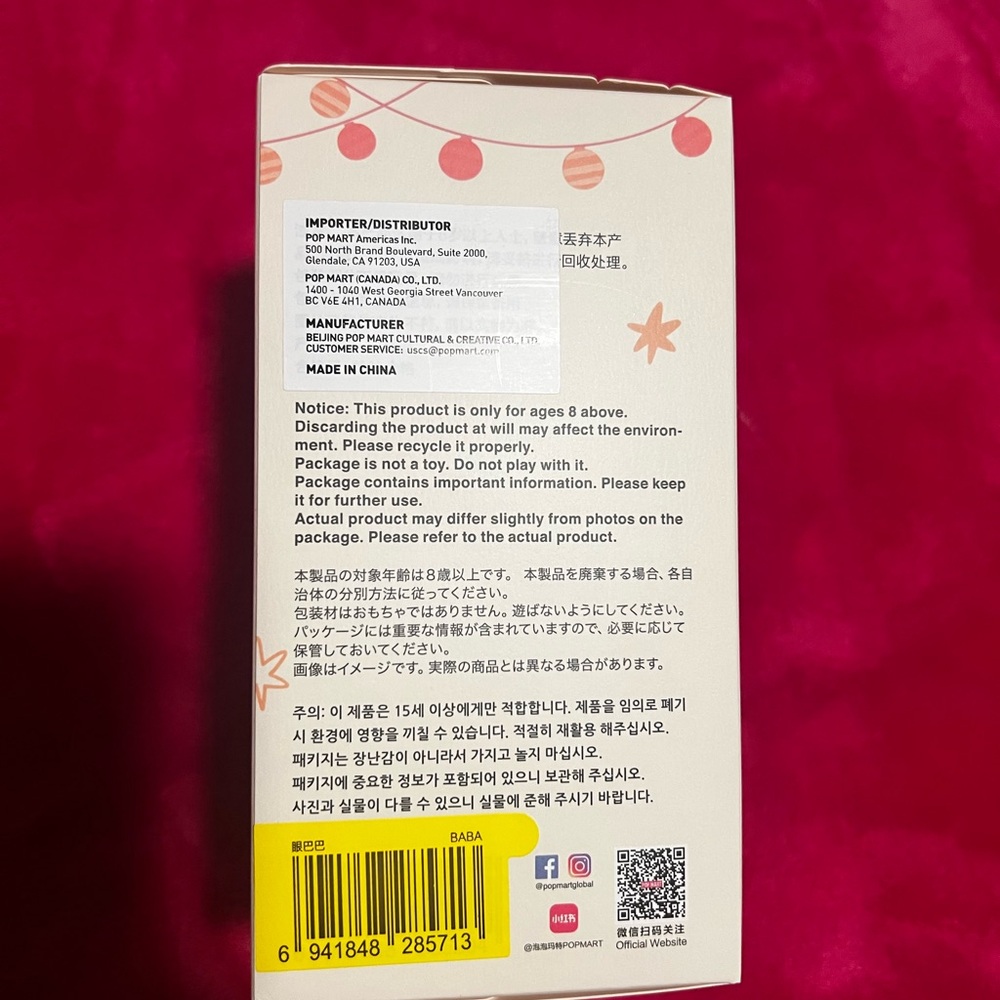 IMPORTER/DISTRIBUTOR
POP MART Americas Inc.
500 North Brand Boulevard, Suite 2000,
Glendale, CA 91203, USA
POP MART (CANADA) CO., LTD.
1400 - 1040 West Georgia Street Vancouver
BC V6E 4H1, CANADA
MANUFACTURER
BEIJING POP MART CULTURAL & CREATIVE CO., LTD.
CUSTOMER SERVICE: uscs@popmart.com
MADE IN CHINA
丢弃本产
回收处理。
Notice: This product is only for ages 8 above.
Discarding the product at will may affect the environ-
ment. Please recycle it properly.
Package is not a toy. Do not play with it.
Package contains important information. Please keep
it for further use.
Actual product may differ slightly from photos on the
package. Please refer to the actual product.
本製品の対象年齢は8歳以上です。 本製品を廃棄する場合、各自
治体の分別方法に従ってください。
包装材はおもちゃではありません。遊ばないようにしてください。
パッケージには重要な情報が含まれていますので、必要に応じて
保管しておいてください。
画像はイメージです。実際の商品とは異なる場合があります。
주의: 이 제품은 15세 이상에게만 적합합니다. 제품을 임의로 폐기
시 환경에 영향을 끼칠 수 있습니다. 적절히 재활용 해주십시오.
패키지는 장난감이 아니라서 가지고 놀지 마십시오.
패키지에 중요한 정보가 포함되어 있으니 보관해 주십시오.
사진과 실물이 다를 수 있으니 실물에 준해 주시기 바랍니다.
眼巴巴 BABA
6 941848 285713
@popmartglobal
小红书
@泡泡玛特POPMART
POP MART
微信扫码关注
Official Website